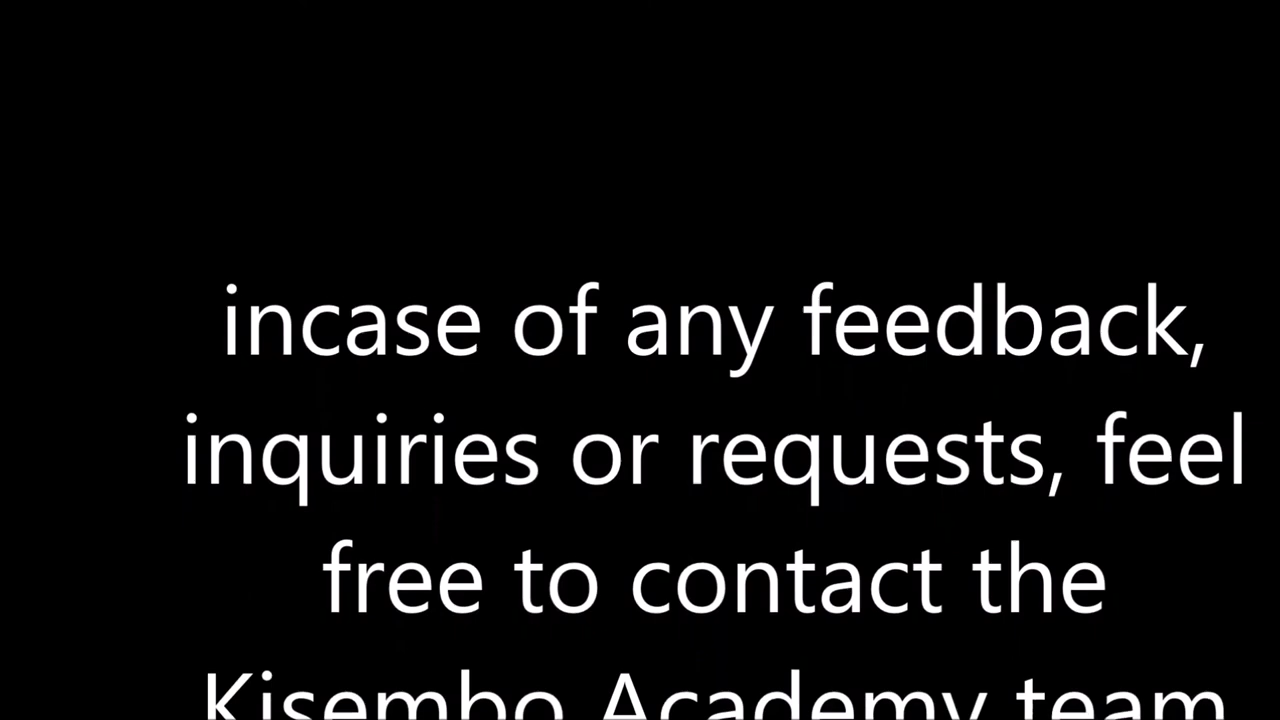 incase of any feedback,
inquiries or requests, feel
free to contact the
Kisembo Academy team